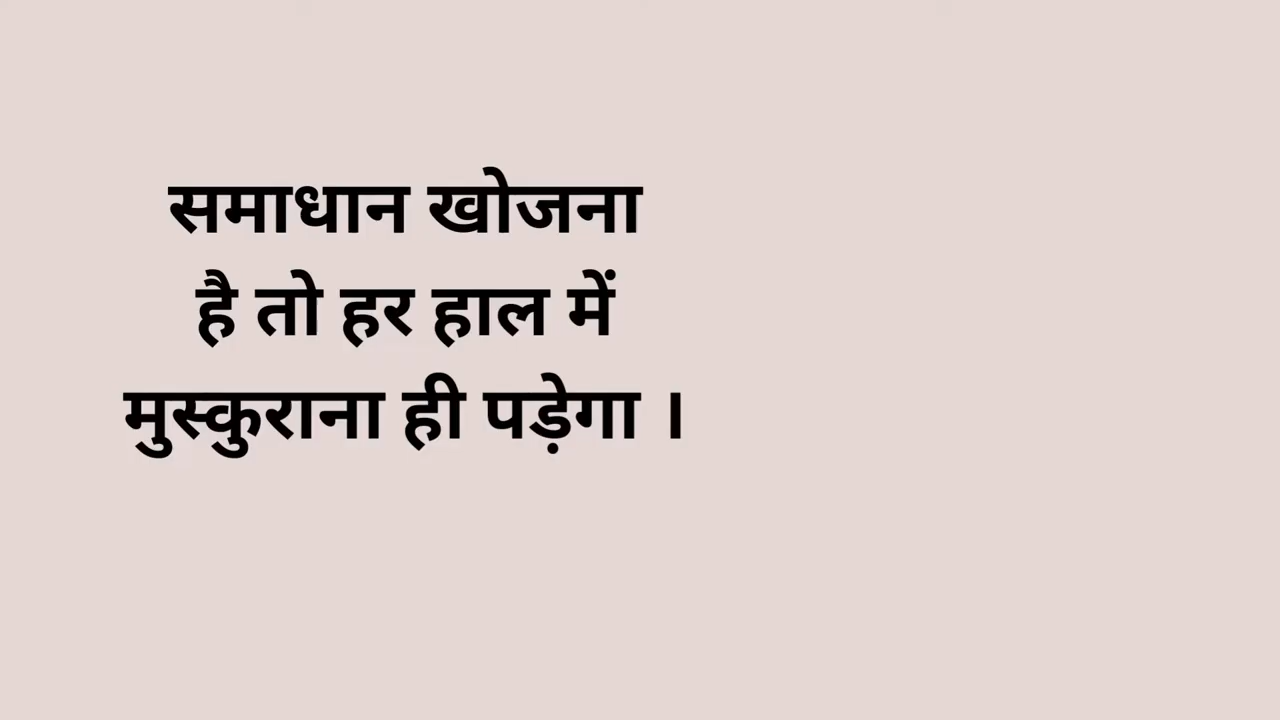 समाधान खोजना
है तो हर हाल में
मुस्कुराना ही पड़ेगा ।